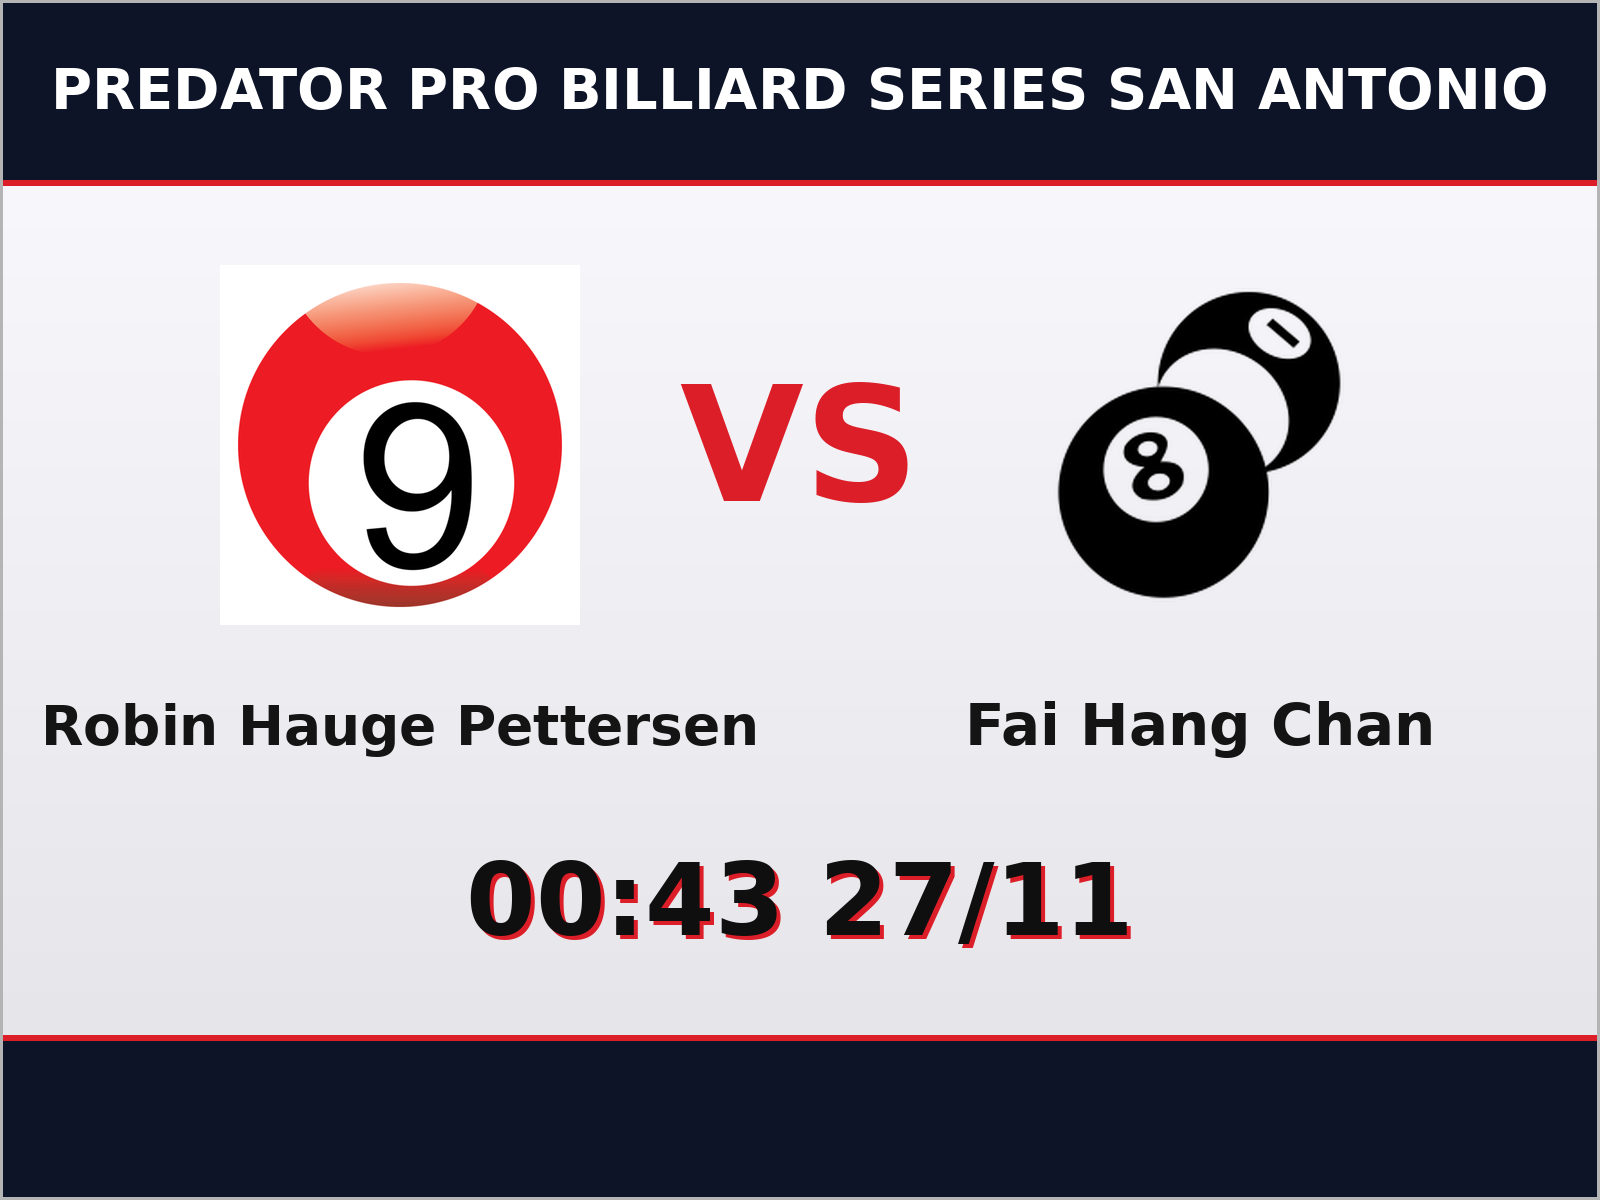 PREDATOR PRO BILLIARD SERIES SAN ANTONIO
9
VS
8
Robin Hauge Pettersen
Fai Hang Chan
00:43 27/11